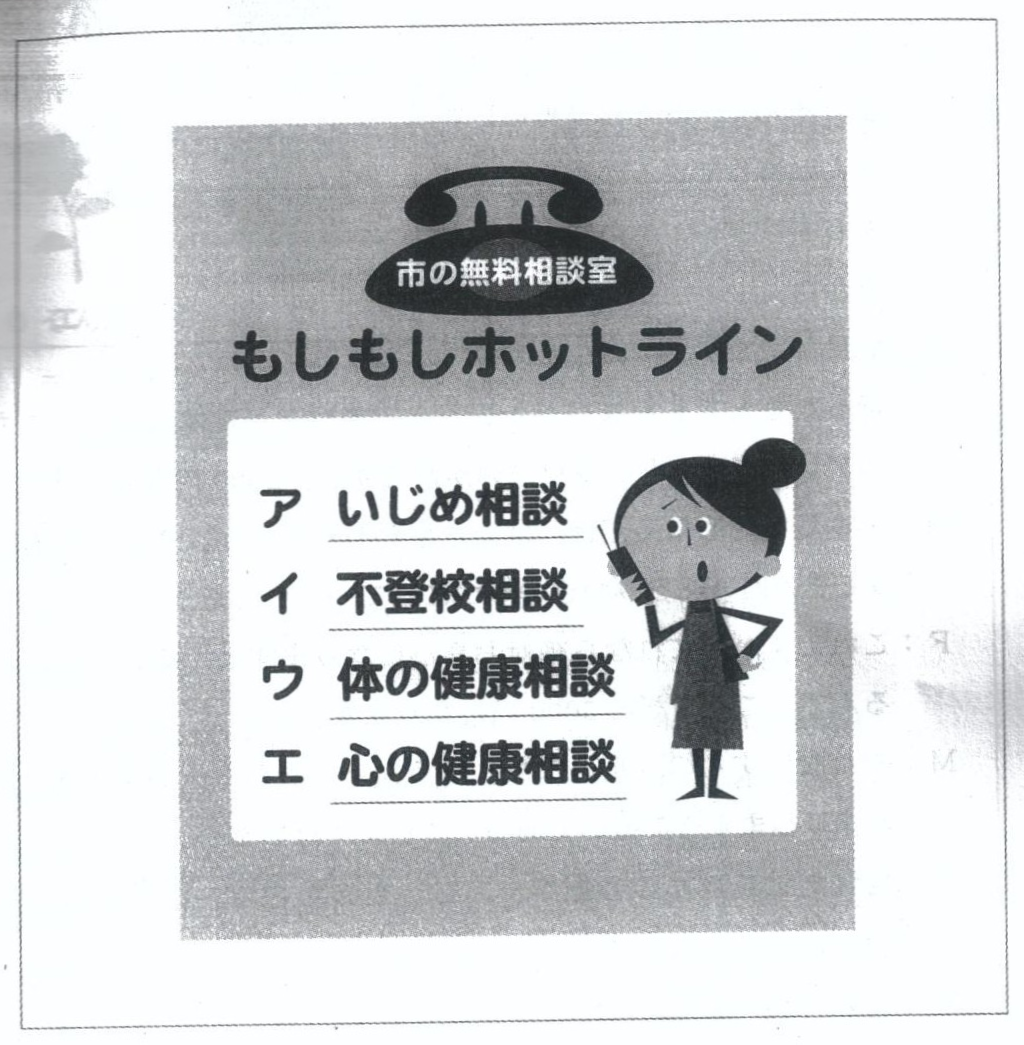 市の無料相談室
もしもしホットライン
ア いじめ相談
イ 不登校相談
ウ 体の健康相談
エ 心の健康相談